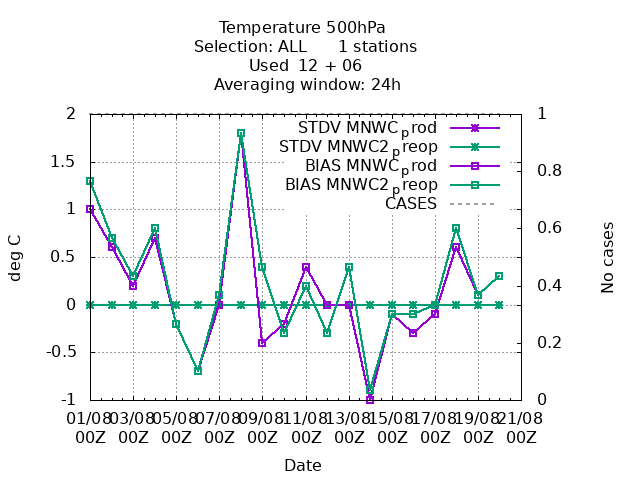 Temperature 500hPa
Selection: ALL 1 stations
Used 12 + 06
Averaging window: 24h
2
1.5
1
0.5
0
-0.5
-1
deg C
STDV MNWC_prod
STDV MNWC2_preop
BIAS MNWC_prod
BIAS MNWC2_preop
CASES
1
0.8
0.6
0.4
0.2
0
No cases
01/08 03/08 05/08 07/08 09/08 11/08 13/08 15/08 17/08 19/08 21/08
00Z 00Z 00Z 00Z 00Z 00Z 00Z 00Z 00Z 00Z 00Z
Date